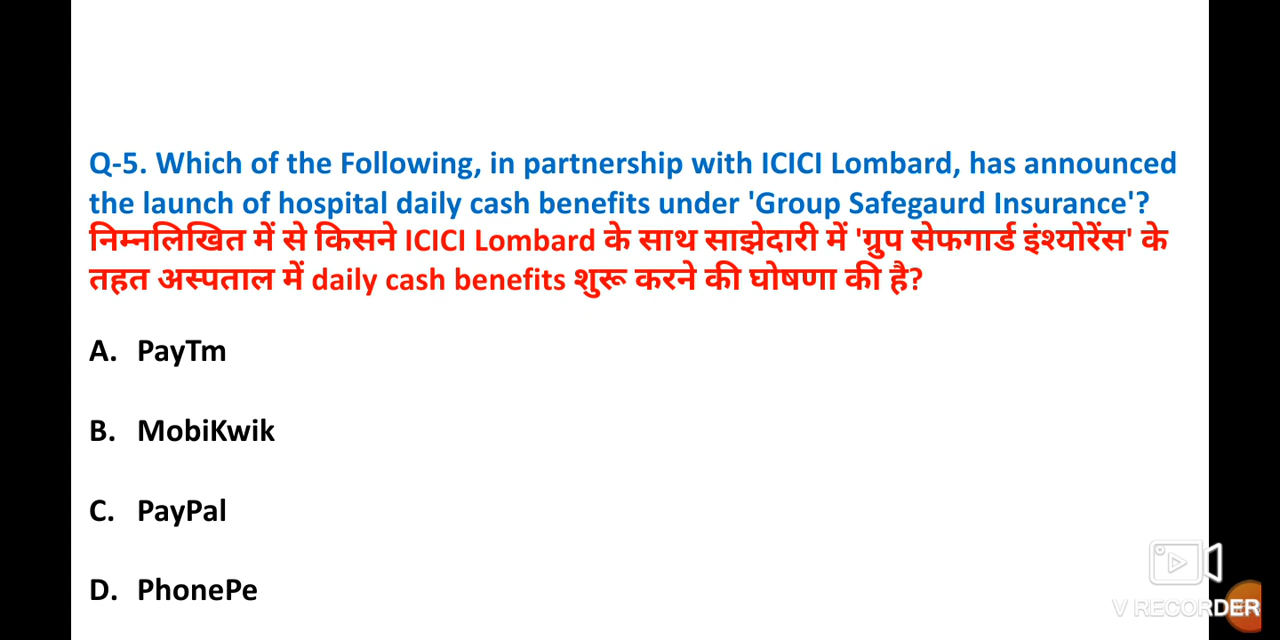 Q-5. Which of the Following, in partnership with ICICI Lombard, has announced
the launch of hospital daily cash benefits under 'Group Safegaurd Insurance'?
निम्नलिखित में से किसने ICICI Lombard के साथ साझेदारी में 'ग्रुप सेफगार्ड इंश्योरेंस' के
तहत अस्पताल में daily cash benefits शुरू करने की घोषणा की है?
A. PayTm
B. MobiKwik
C. PayPal
D. PhonePe
V RECORDER